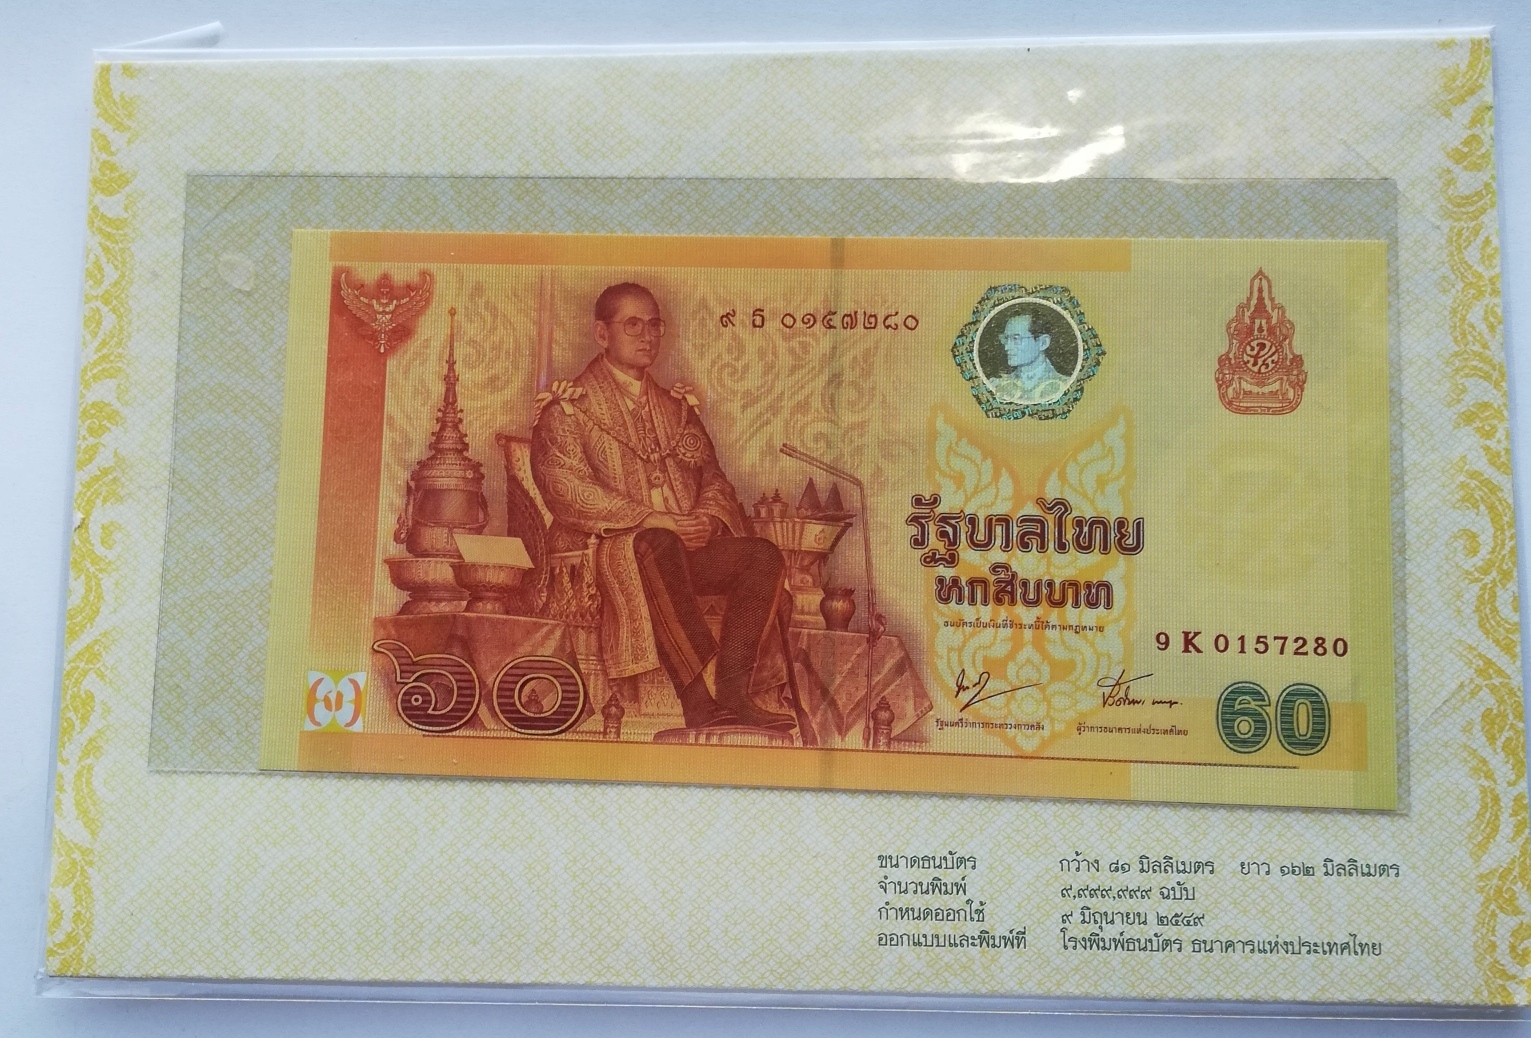 ๙ ธ ๐๑๕๗๒๘๐
รัฐบาลไทย
หกสิบบาท
ธนบัตรเป็นเงินที่ชำระหนี้ได้ตามกฎหมาย
9 K 0157280
รัฐมนตรีว่าการกระทรวงการคลัง ผู้ว่าการธนาคารแห่งประเทศไทย
๖๐ 60
ขนาดธนบัตร กว้าง ๘๑ มิลลิเมตร ยาว ๑๖๒ มิลลิเมตร
จำนวนพิมพ์ ๙,๙๙๙,๙๙๙ ฉบับ
กำหนดออกใช้ ๙ มิถุนายน ๒๕๔๙
ออกแบบและพิมพ์ที่ โรงพิมพ์ธนบัตร ธนาคารแห่งประเทศไทย